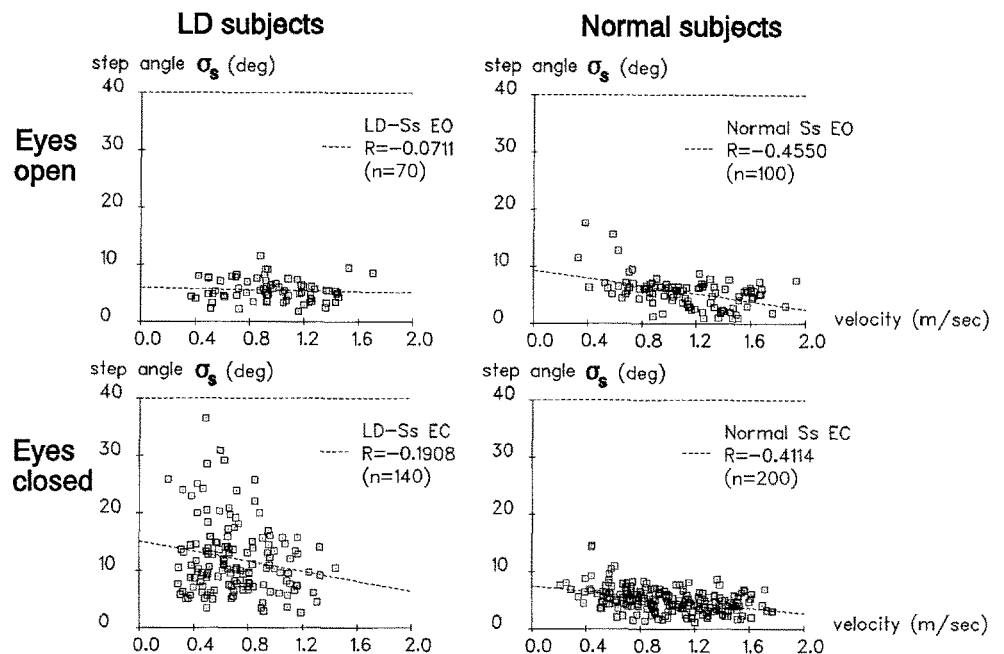 LD subjects
Normal subjects
Eyes
open
step angle σs (deg)
40
30
20
10
0
LD-Ss EO
R=-0.0711
(n=70)
0.0 0.4 0.8 1.2 1.6 2.0
step angle σs (deg)
40
30
20
10
0
Normal Ss EO
R=-0.4550
(n=100)
velocity (m/sec)
0.0 0.4 0.8 1.2 1.6 2.0
Eyes
closed
step angle σs (deg)
40
30
20
10
0
LD-Ss EC
R=-0.1908
(n=140)
0.0 0.4 0.8 1.2 1.6 2.0
step angle σs (deg)
40
30
20
10
0
Normal Ss EC
R=-0.4114
(n=200)
velocity (m/sec)
0.0 0.4 0.8 1.2 1.6 2.0